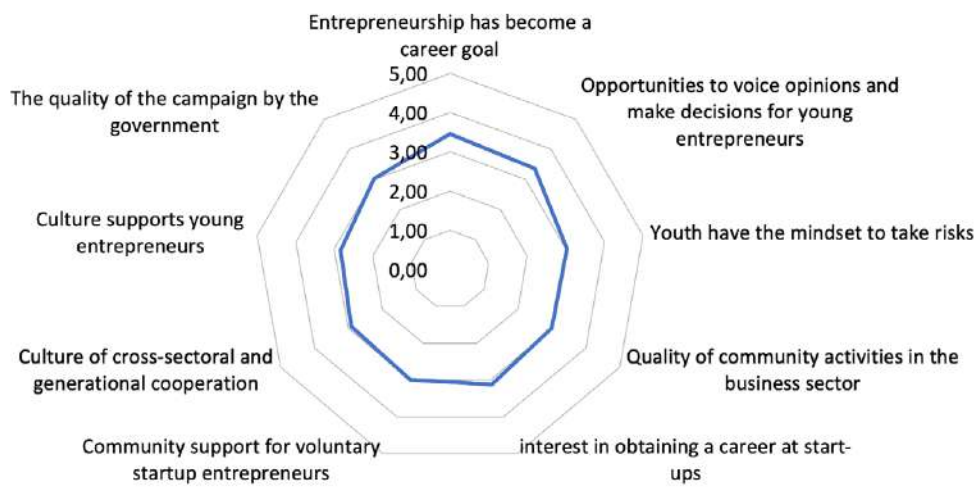 Entrepreneurship has become a
career goal
5,00
4,00
3,00
2,00
1,00
0,00
Opportunities to voice opinions and
make decisions for young
entrepreneurs
Youth have the mindset to take risks
Quality of community activities in the
business sector
interest in obtaining a career at start-
ups
Community support for voluntary
startup entrepreneurs
Culture of cross-sectoral and
generational cooperation
Culture supports young
entrepreneurs
The quality of the campaign by the
government